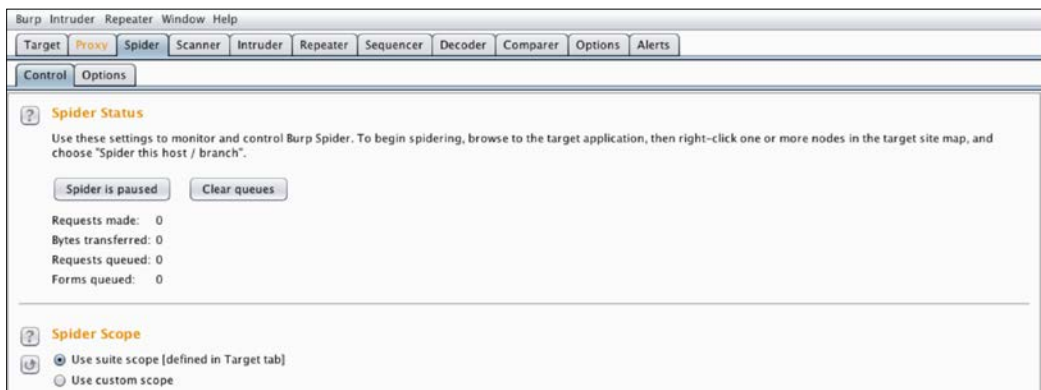 Burp Intruder Repeater Window Help
Target Proxy Spider Scanner Intruder Repeater Sequencer Decoder Comparer Options Alerts
Control Options
? Spider Status
Use these settings to monitor and control Burp Spider. To begin spidering, browse to the target application, then right-click one or more nodes in the target site map, and
choose "Spider this host / branch".
Spider is paused Clear queues
Requests made: 0
Bytes transferred: 0
Requests queued: 0
Forms queued: 0
? Spider Scope
Use suite scope [defined in Target tab]
Use custom scope